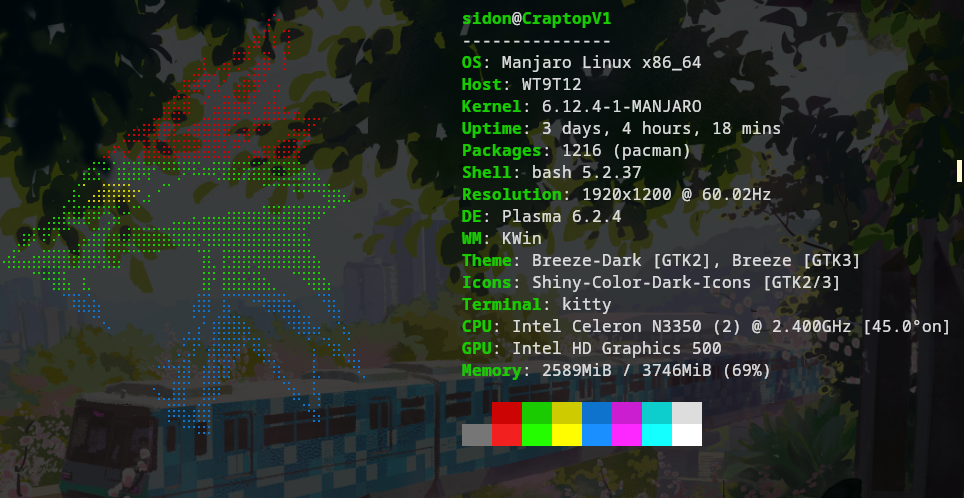 sidon@CraptopV1
---------------
OS: Manjaro Linux x86_64
Host: WT9T12
Kernel: 6.12.4-1-MANJARO
Uptime: 3 days, 4 hours, 18 mins
Packages: 1216 (pacman)
Shell: bash 5.2.37
Resolution: 1920x1200 @ 60.02Hz
DE: Plasma 6.2.4
WM: KWin
Theme: Breeze-Dark [GTK2], Breeze [GTK3]
Icons: Shiny-Color-Dark-Icons [GTK2/3]
Terminal: kitty
CPU: Intel Celeron N3350 (2) @ 2.400GHz [45.0°on]
GPU: Intel HD Graphics 500
Memory: 2589MiB / 3746MiB (69%)